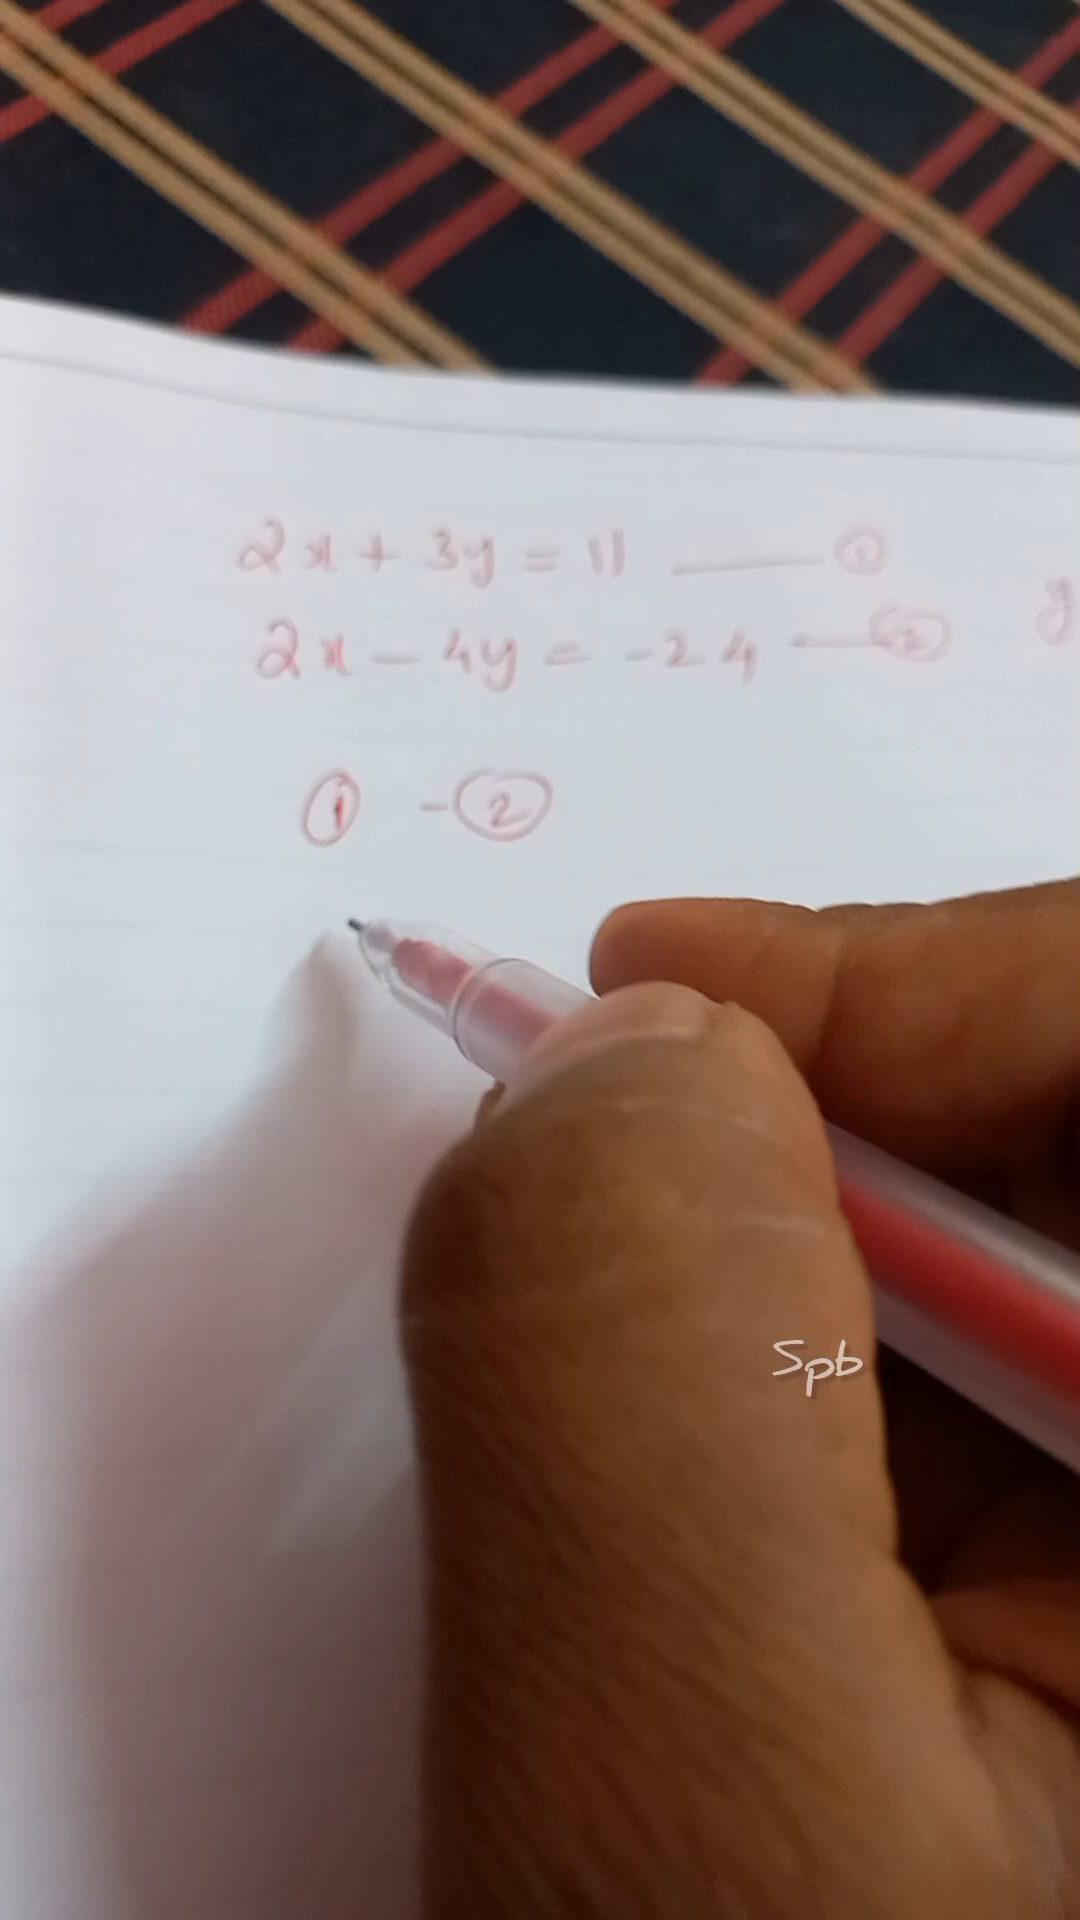 2x + 3y = 11 —— ①
2x - 4y = -24 — ②
y
① - ②
Spb